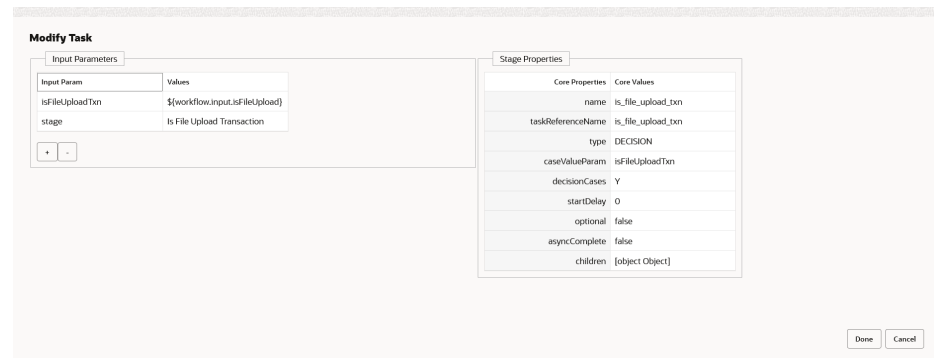 Modify Task
Input Parameters
Input Param Values
isFileUploadTxn ${workflow.input.isFileUpload}
stage Is File Upload Transaction
+ -
Stage Properties
Core Properties Core Values
name is_file_upload_txn
taskReferenceName is_file_upload_txn
type DECISION
caseValueParam isFileUploadTxn
decisionCases Y
startDelay 0
optional false
asyncComplete false
children [object Object]
Done Cancel